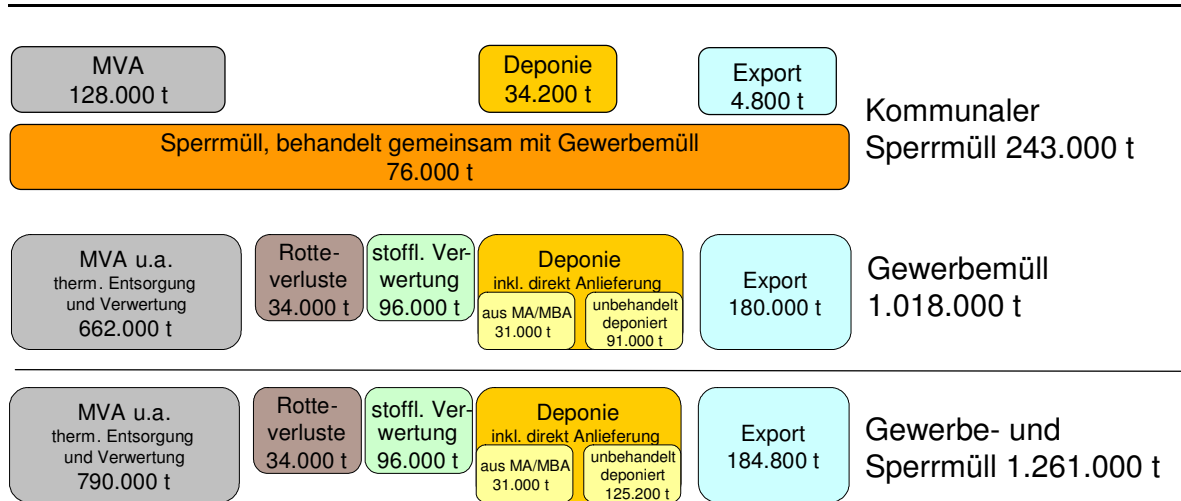 MVA
128.000 t
Deponie
34.200 t
Export
4.800 t
Kommunaler
Sperrmüll 243.000 t
Sperrmüll, behandelt gemeinsam mit Gewerbemüll
76.000 t
MVA u.a.
therm. Entsorgung
und Verwertung
662.000 t
Rotte-
verluste
34.000 t
stoffl. Ver-
wertung
96.000 t
Deponie
inkl. direkt Anlieferung
aus MA/MBA
31.000 t
unbehandelt
deponiert
91.000 t
Export
180.000 t
Gewerbemüll
1.018.000 t
MVA u.a.
therm. Entsorgung
und Verwertung
790.000 t
Rotte-
verluste
34.000 t
stoffl. Ver-
wertung
96.000 t
Deponie
inkl. direkt Anlieferung
aus MA/MBA
31.000 t
unbehandelt
deponiert
125.200 t
Export
184.800 t
Gewerbe- und
Sperrmüll 1.261.000 t